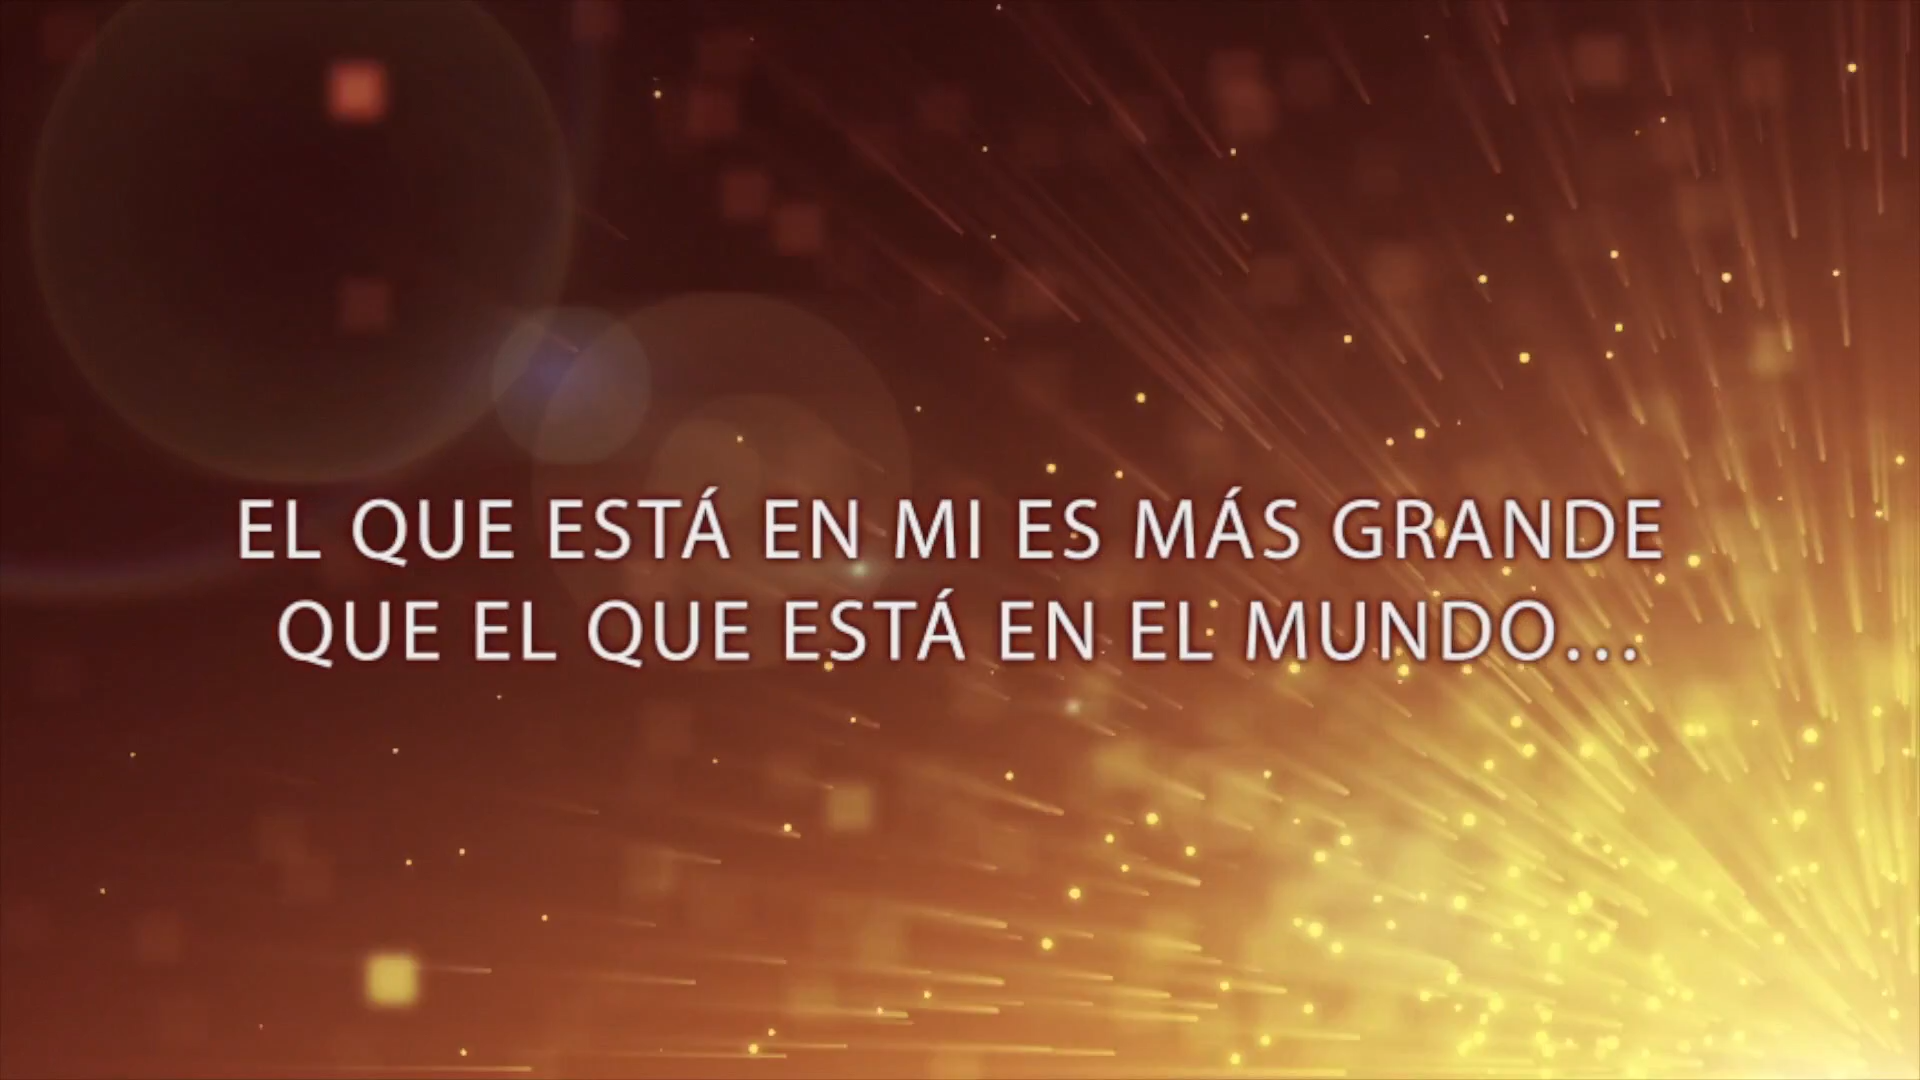 EL QUE ESTÁ EN MI ES MÁS GRANDE
QUE EL QUE ESTÁ EN EL MUNDO...